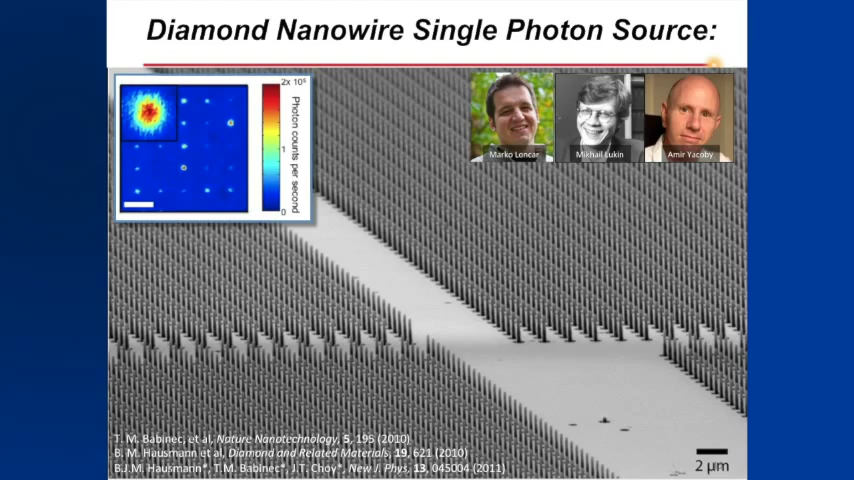 Diamond Nanowire Single Photon Source:
2x 10⁵
1
0
Photon counts per second
Marko Loncar
Mikhail Lukin
Amir Yacoby
T. M. Babinec, et al, Nature Nanotechnology, 5, 195 (2010)
B. M. Hausmann et al, Diamond and Related Materials, 19, 621 (2010)
B.J.M. Hausmann*, T.M. Babinec*, J.T. Choy*, New J. Phys, 13, 045004 (2011)
2 μm